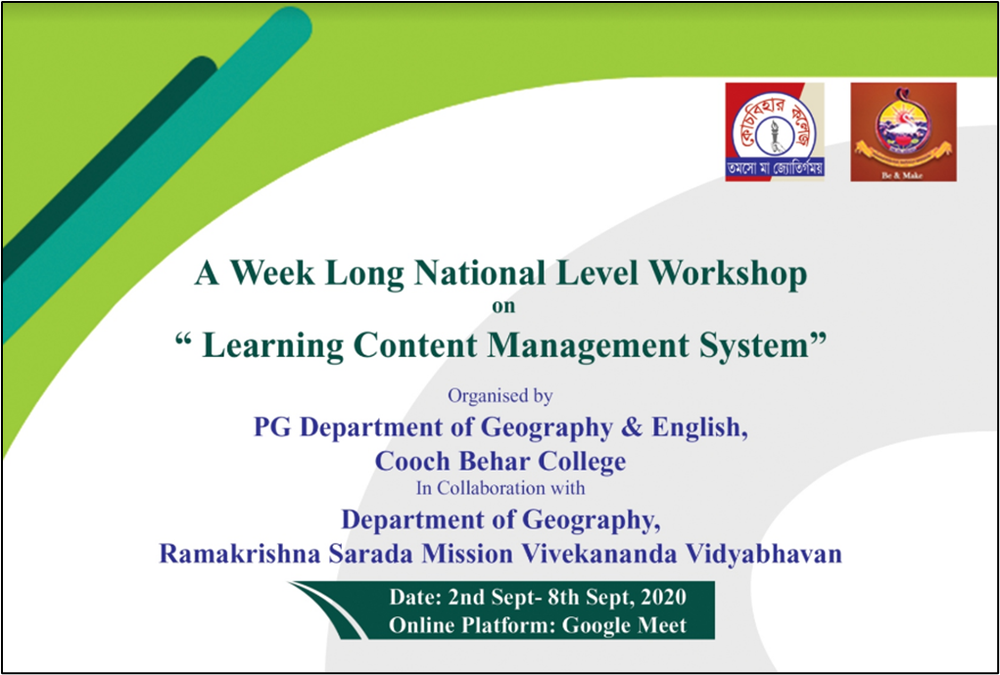 কোচবিহার কলেজ
তমসো মা জ্যোতির্গময়
Be & Make
A Week Long National Level Workshop
on
“ Learning Content Management System”
Organised by
PG Department of Geography & English,
Cooch Behar College
In Collaboration with
Department of Geography,
Ramakrishna Sarada Mission Vivekananda Vidyabhavan
Date: 2nd Sept- 8th Sept, 2020
Online Platform: Google Meet